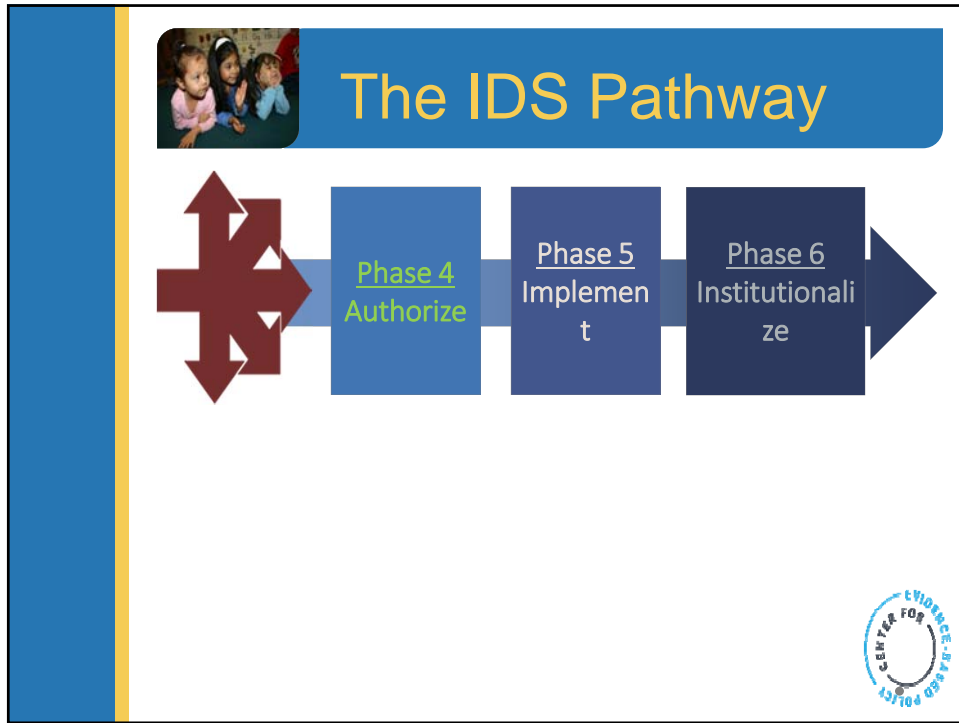 The IDS Pathway
Phase 4
Authorize
Phase 5
Implemen
t
Phase 6
Institutionali
ze
CENTER FOR
EVIDENCE-BASED POLICY